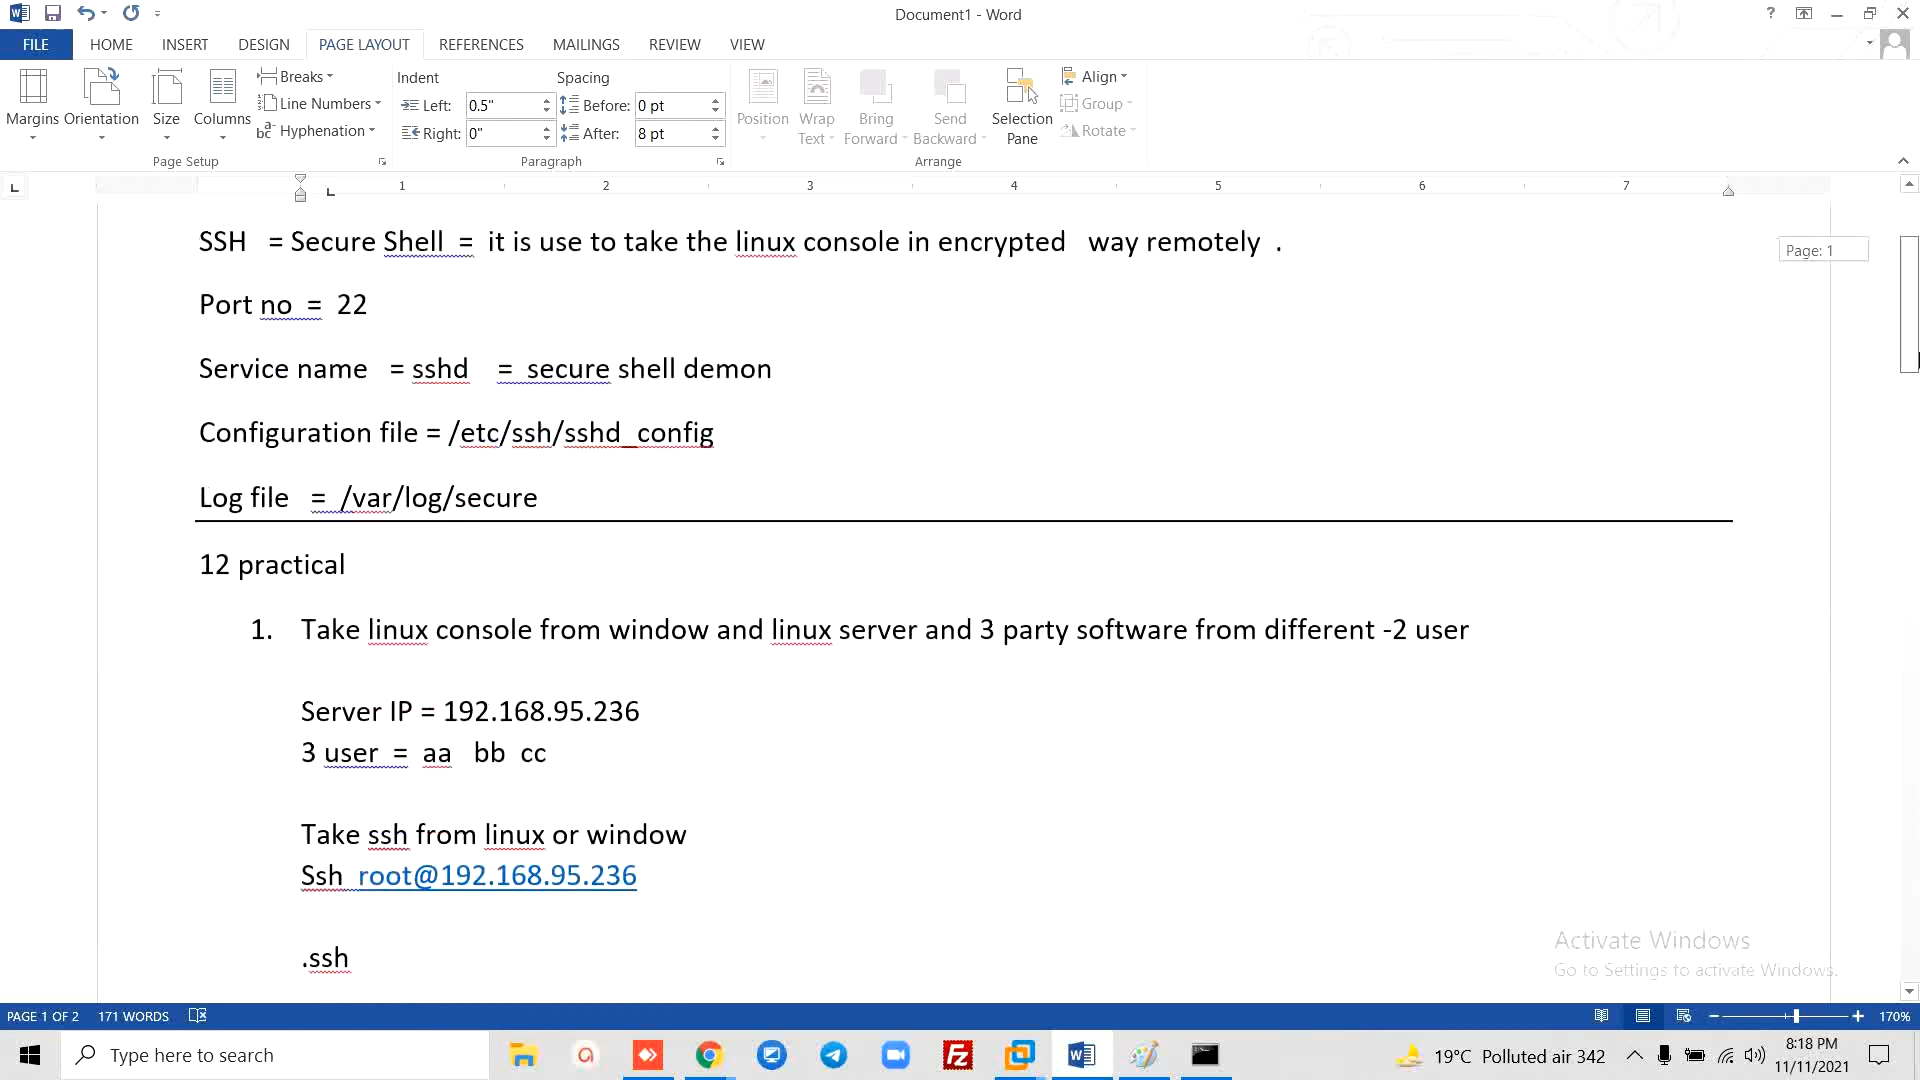 Document1 - Word
FILE HOME INSERT DESIGN PAGE LAYOUT REFERENCES MAILINGS REVIEW VIEW
Margins Orientation Size Columns
Breaks
Line Numbers
Hyphenation
Page Setup
Indent
Left: 0.5"
Right: 0"
Spacing
Before: 0 pt
After: 8 pt
Paragraph
Position Wrap Text Bring Forward Send Backward Selection Pane
Align
Group
Rotate
Arrange
1 2 3 4 5 6 7
Page: 1
SSH = Secure Shell = it is use to take the linux console in encrypted way remotely .
Port no = 22
Service name = sshd = secure shell demon
Configuration file = /etc/ssh/sshd_config
Log file = /var/log/secure
12 practical
1. Take linux console from window and linux server and 3 party software from different -2 user
Server IP = 192.168.95.236
3 user = aa bb cc
Take ssh from linux or window
Ssh root@192.168.95.236
.ssh
Activate Windows
Go to Settings to activate Windows.
PAGE 1 OF 2 171 WORDS 170%
Type here to search
19°C Polluted air 342
8:18 PM
11/11/2021